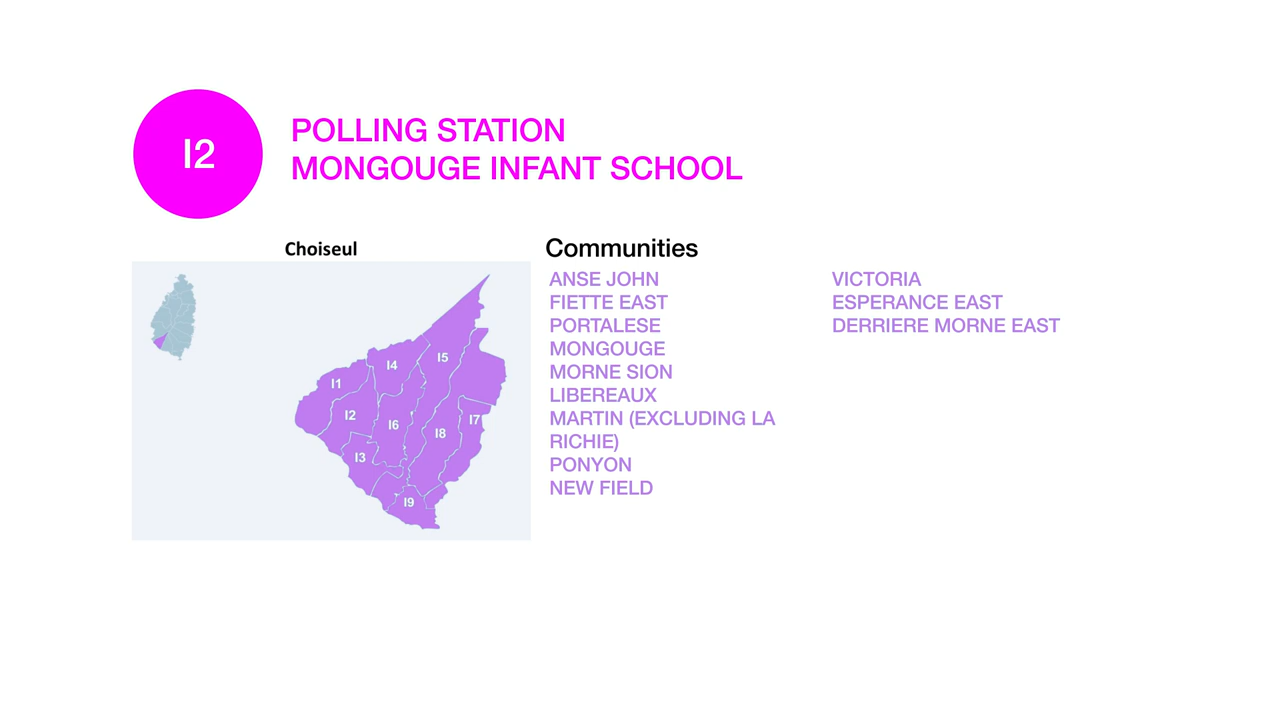 I2
POLLING STATION
MONGOUGE INFANT SCHOOL
Choiseul
I1
I4
I5
I2
I6
I7
I8
I3
I9
Communities
ANSE JOHN
FIETTE EAST
PORTALESE
MONGOUGE
MORNE SION
LIBEREAUX
MARTIN (EXCLUDING LA
RICHIE)
PONYON
NEW FIELD
VICTORIA
ESPERANCE EAST
DERRIERE MORNE EAST